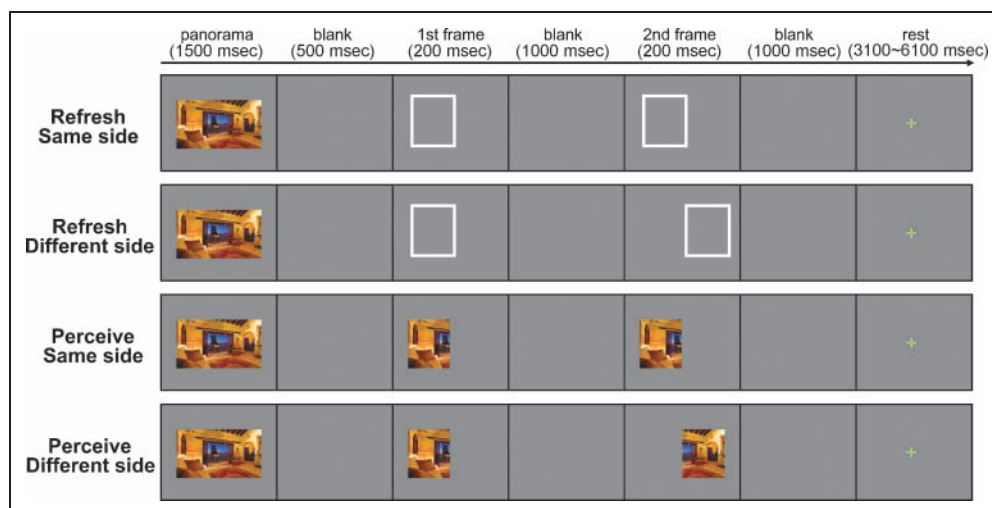 panorama blank 1st frame blank 2nd frame blank rest
(1500 msec) (500 msec) (200 msec) (1000 msec) (200 msec) (1000 msec) (3100~6100 msec)
Refresh
Same side
Refresh
Different side
Perceive
Same side
Perceive
Different side